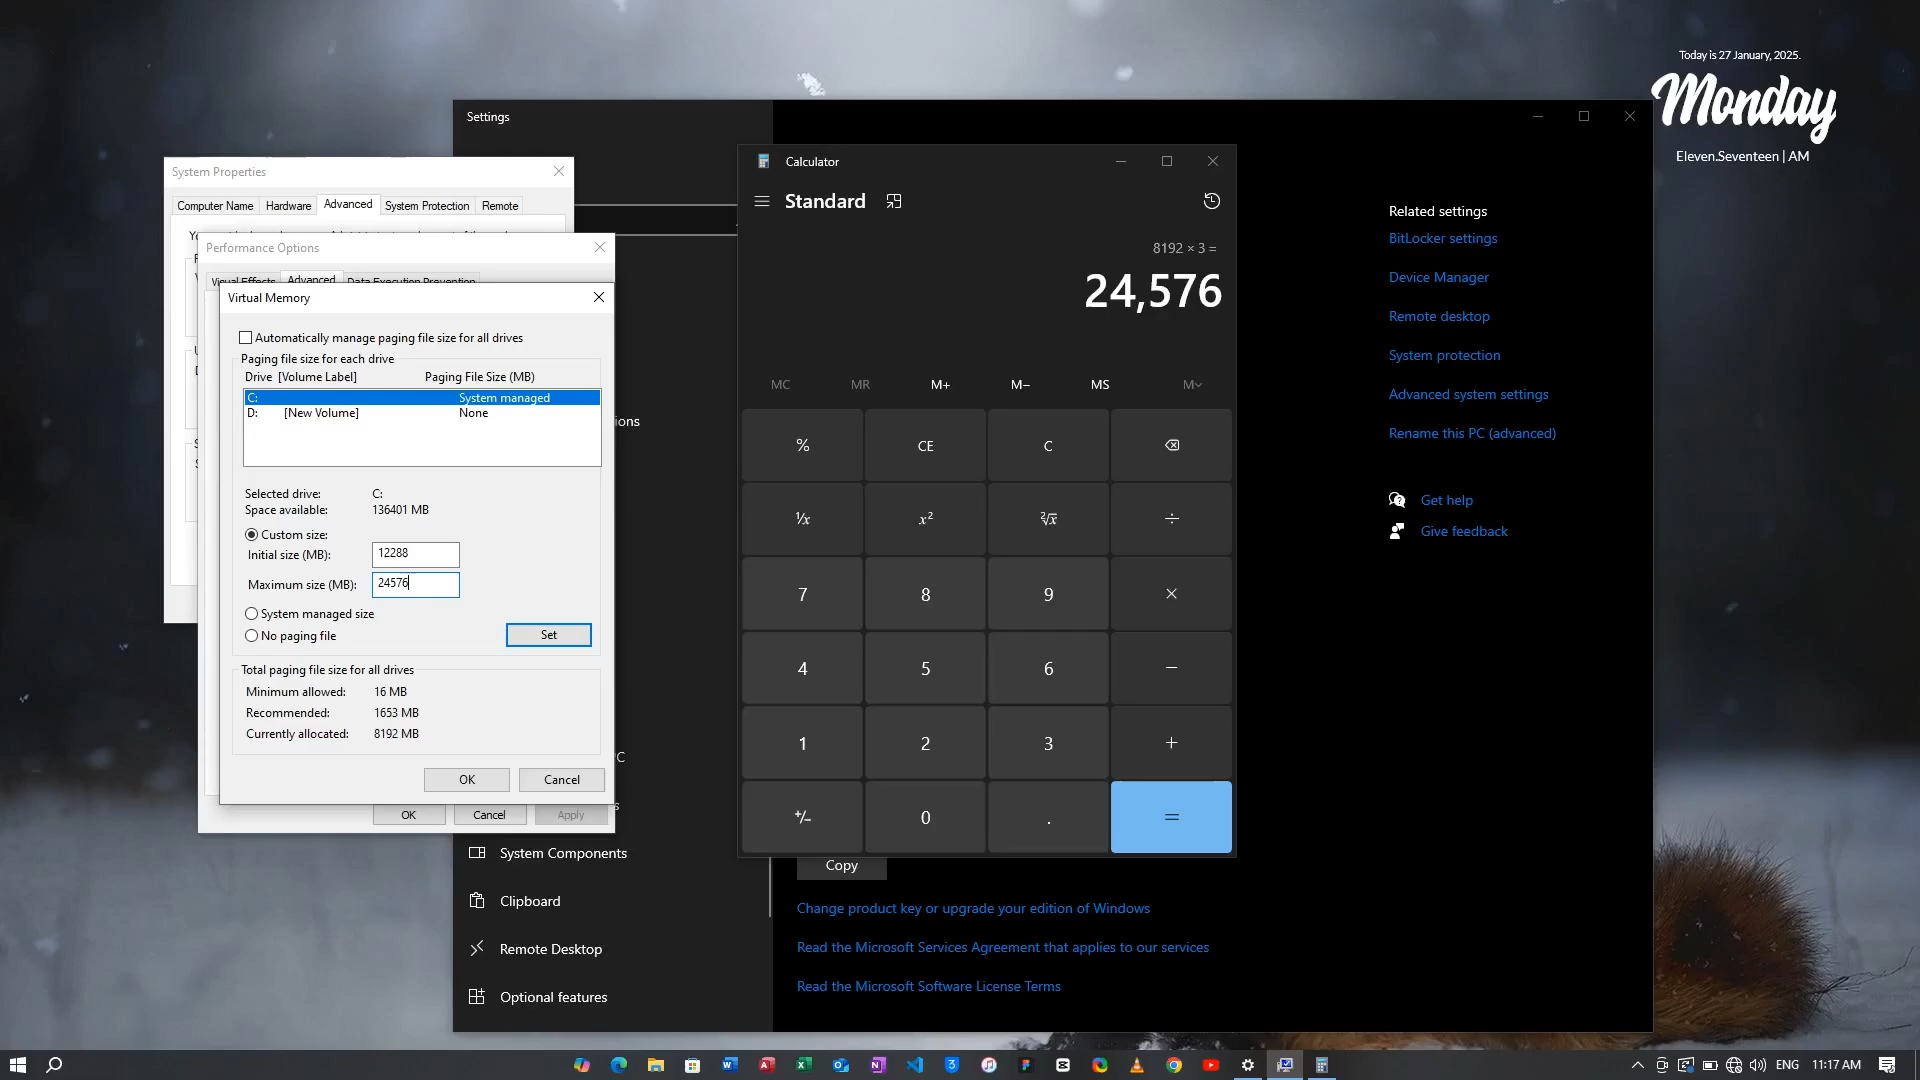 Today is 27 January, 2025.
Monday
Eleven.Seventeen | AM
Settings
System Properties
Computer Name
Hardware
Advanced
System Protection
Remote
Performance Options
Visual Effects
Advanced
Data Execution Prevention
Virtual Memory
Automatically manage paging file size for all drives
Paging file size for each drive
Drive [Volume Label] Paging File Size (MB)
C: System managed
D: [New Volume] None
Selected drive: C:
Space available: 136401 MB
Custom size:
Initial size (MB): 12288
Maximum size (MB): 24576
System managed size
No paging file
Set
Total paging file size for all drives
Minimum allowed: 16 MB
Recommended: 1653 MB
Currently allocated: 8192 MB
OK Cancel
OK Cancel Apply
Calculator
Standard
8192 × 3 =
24,576
MC MR M+ M− MS M
% CE C
¹⁄x x² ²√x ÷
7 8 9 ×
4 5 6 −
1 2 3 +
+/− 0 . =
ions
System Components
Clipboard
Remote Desktop
Optional features
Copy
Change product key or upgrade your edition of Windows
Read the Microsoft Services Agreement that applies to our services
Read the Microsoft Software License Terms
Related settings
BitLocker settings
Device Manager
Remote desktop
System protection
Advanced system settings
Rename this PC (advanced)
Get help
Give feedback
ENG
11:17 AM